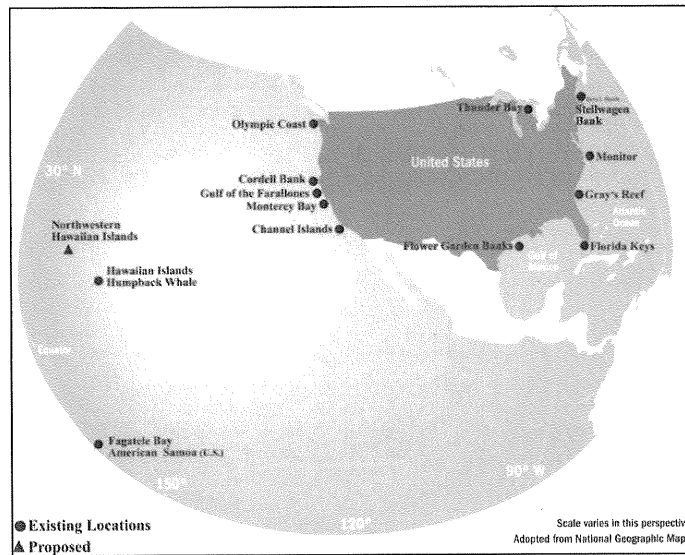 Thunder Bay
Stellwagen
Bank
Olympic Coast
United States
Monitor
30° N
Cordell Bank
Gulf of the Farallones
Monterey Bay
Gray's Reef
Atlantic
Ocean
Northwestern
Hawaiian Islands
Channel Islands
Flower Garden Banks
Florida Keys
Gulf of
Mexico
Hawaiian Islands
Humpback Whale
Equator
Fagatele Bay
American Samoa (U.S.)
150°
90° W
120°
Existing Locations
Proposed
Scale varies in this perspectiv
Adopted from National Geographic Map